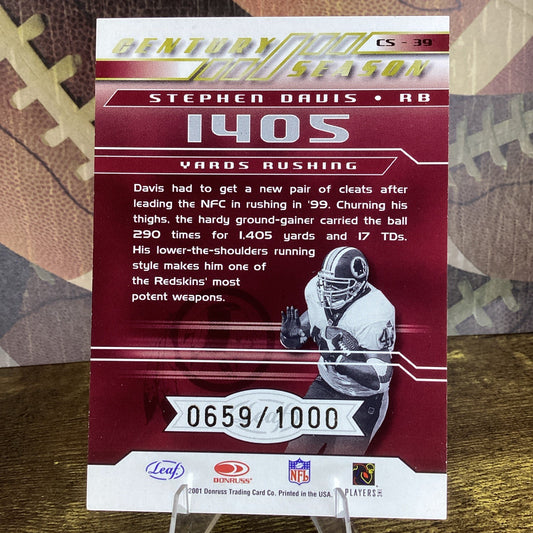 CENTURY
SEASON
CS - 39
STEPHEN DAVIS • RB
1405
YARDS RUSHING
Davis had to get a new pair of cleats after
leading the NFC in rushing in '99. Churning his
thighs, the hardy ground-gainer carried the ball
290 times for 1,405 yards and 17 TDs.
His lower-the-shoulders running
style makes him one of
the Redskins' most
potent weapons.
0659/1000
Leaf
DONRUSS
NFL
PLAYERS INC
2001 Donruss Trading Card Co. Printed in the USA.